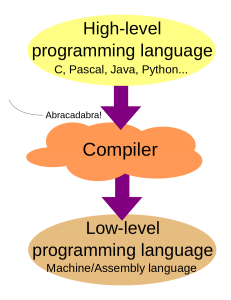 High-level
programming language
C, Pascal, Java, Python...
Abracadabra!
Compiler
Low-level
programming language
Machine/Assembly language